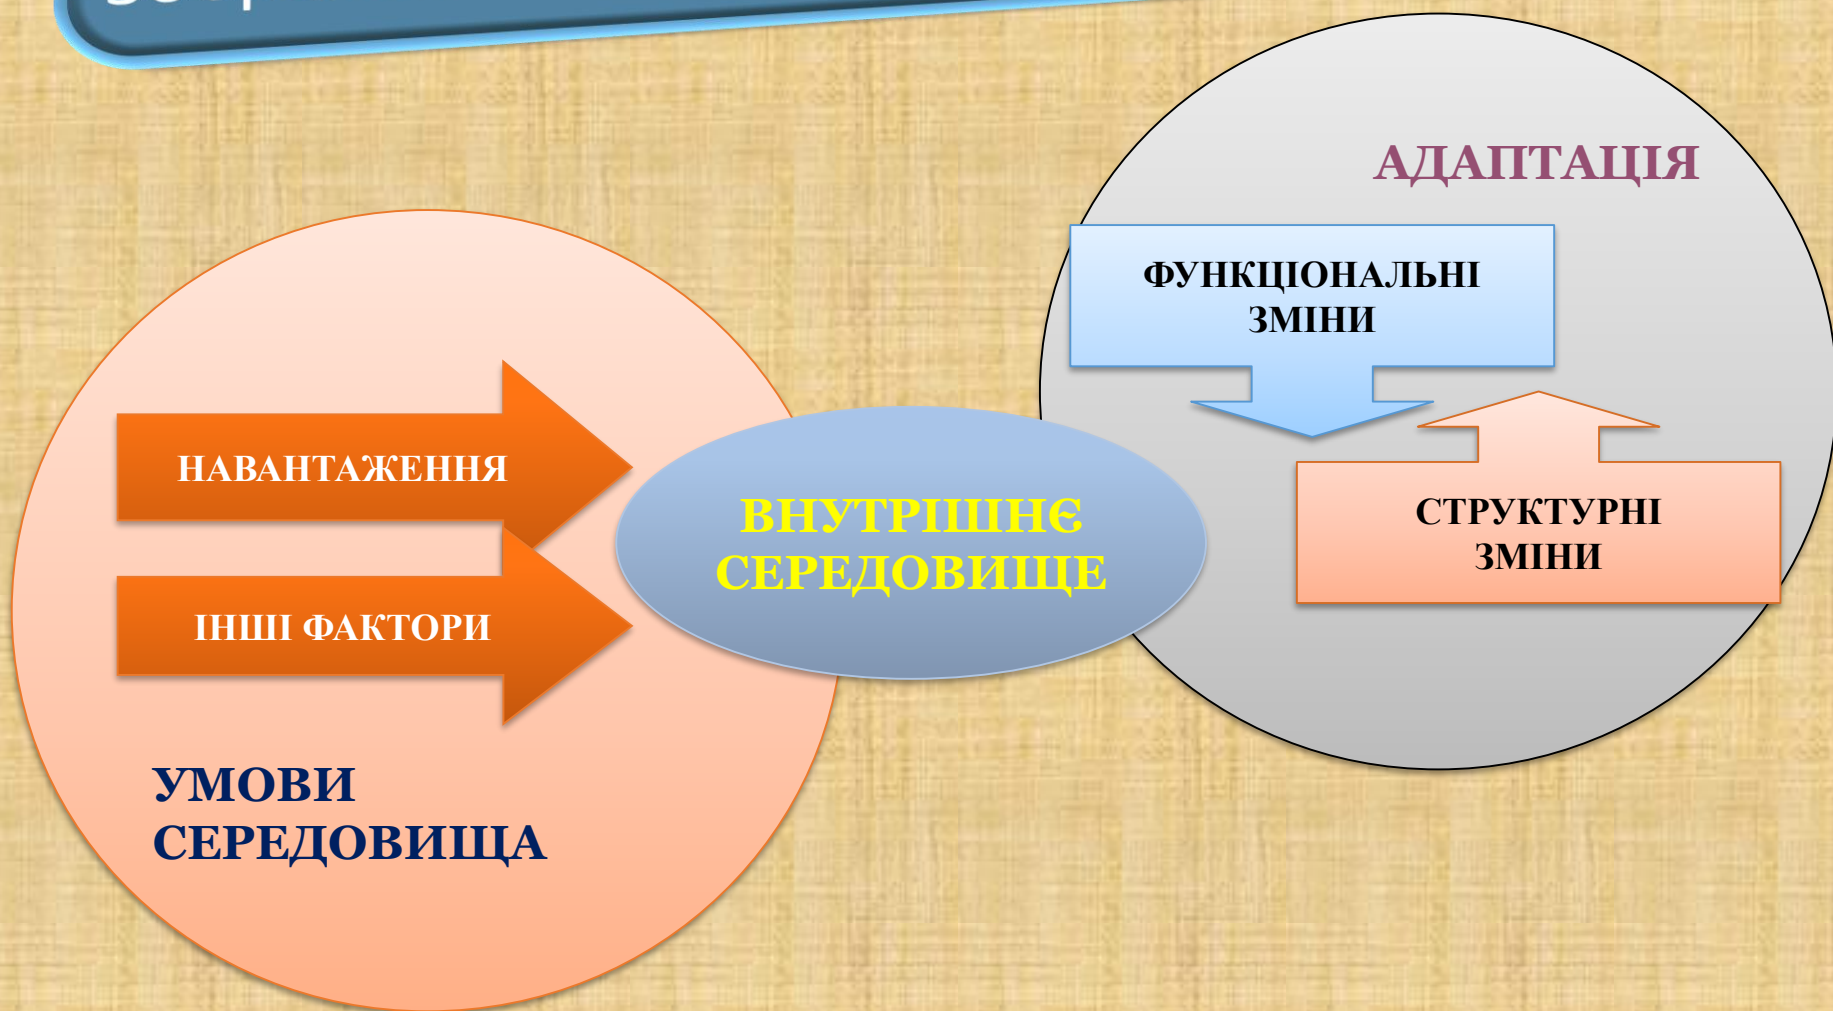 АДАПТАЦІЯ
ФУНКЦІОНАЛЬНІ
ЗМІНИ
СТРУКТУРНІ
ЗМІНИ
НАВАНТАЖЕННЯ
ІНШІ ФАКТОРИ
ВНУТРІШНЄ
СЕРЕДОВИЩЕ
УМОВИ
СЕРЕДОВИЩА